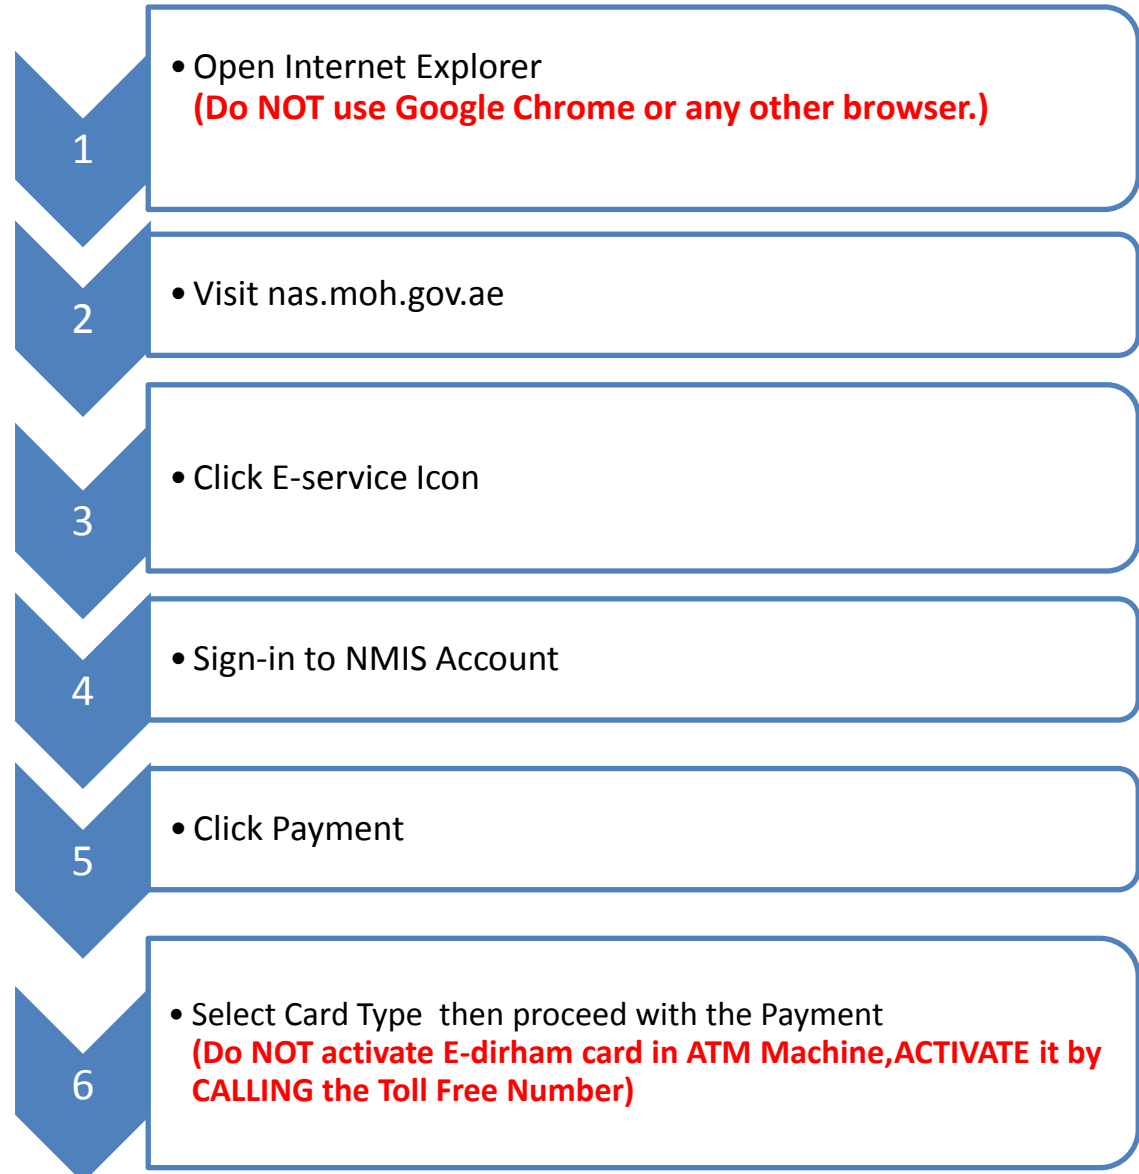 1
• Open Internet Explorer
(Do NOT use Google Chrome or any other browser.)
2
• Visit nas.moh.gov.ae
3
• Click E-service Icon
4
• Sign-in to NMIS Account
5
• Click Payment
6
• Select Card Type  then proceed with the Payment
(Do NOT activate E-dirham card in ATM Machine,ACTIVATE it by
CALLING the Toll Free Number)